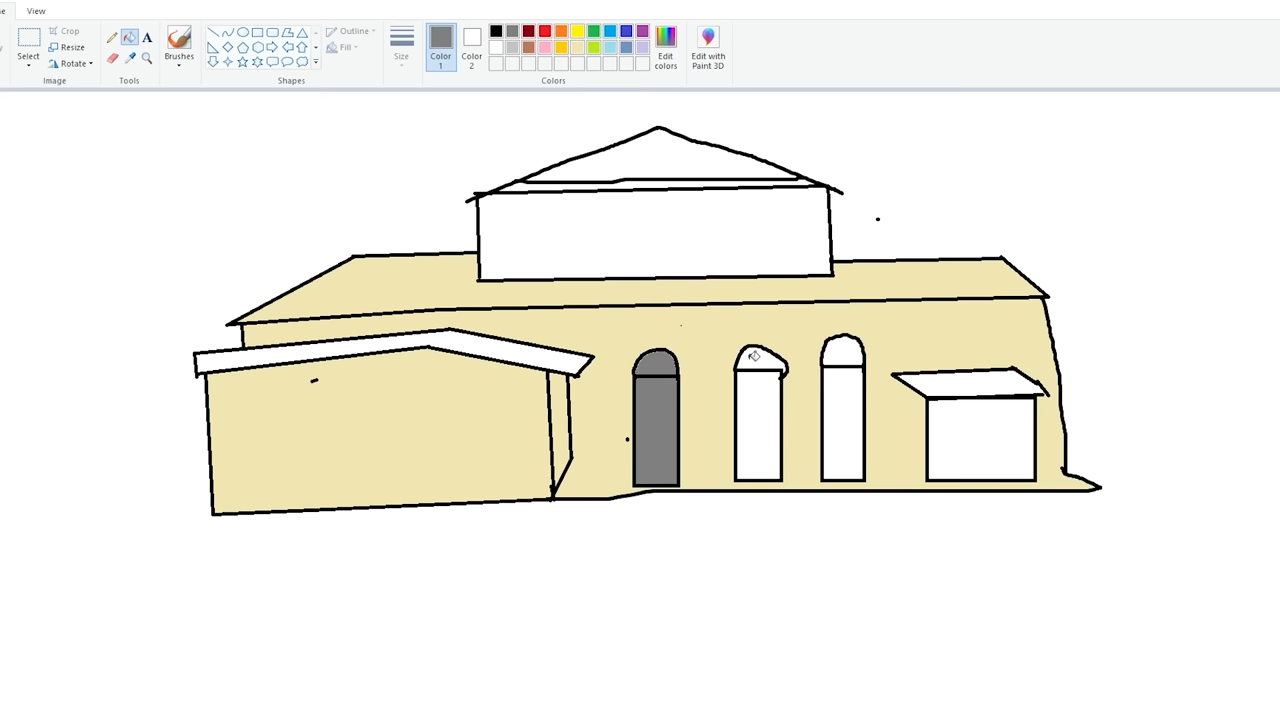 View
Crop
Resize
Rotate
Select
Image
A
Tools
Brushes
Outline
Fill
Shapes
Size
Color 1
Color 2
Edit colors
Colors
Edit with Paint 3D